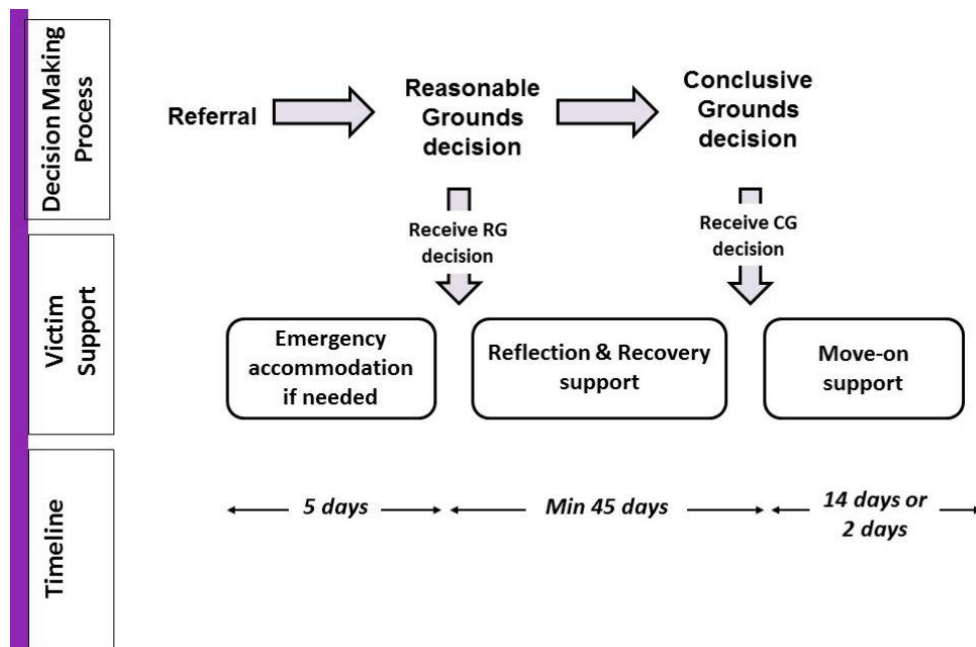 Decision Making
Process
Referral
Reasonable
Grounds
decision
Conclusive
Grounds
decision
Receive RG
decision
Receive CG
decision
Victim
Support
Emergency
accommodation
if needed
Reflection & Recovery
support
Move-on
support
Timeline
5 days
Min 45 days
14 days or
2 days